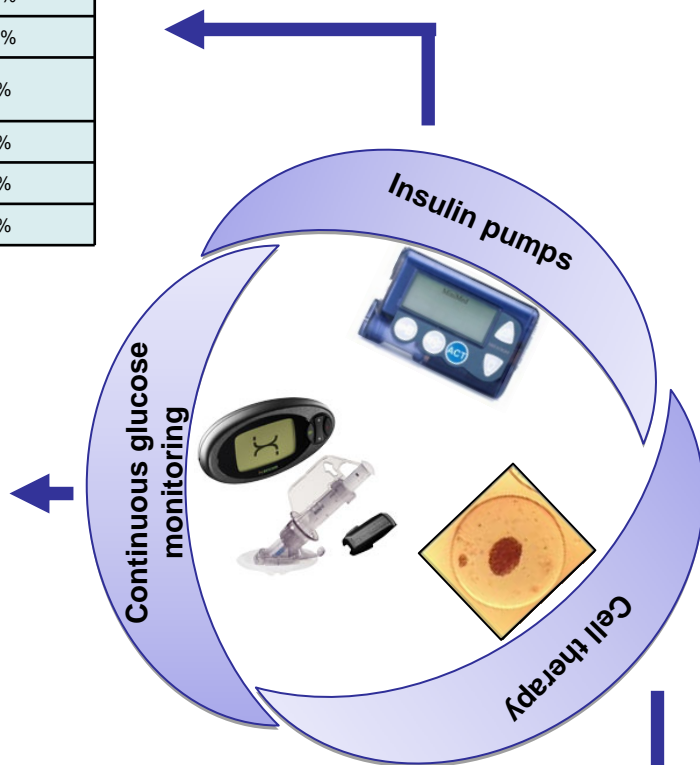 %
%
%
%
%
%
Insulin pumps
ACT
Continuous glucose
monitoring
Cell therapy